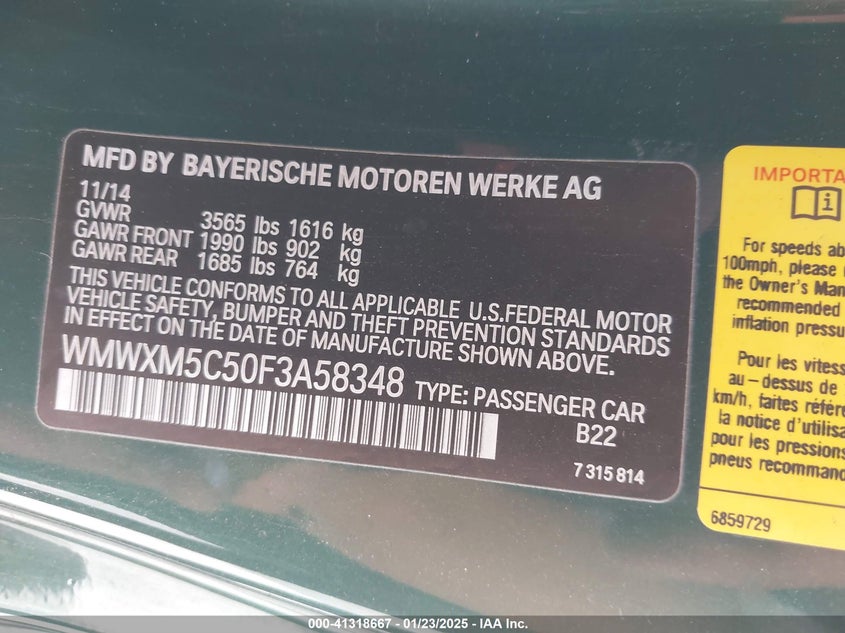 MFD BY BAYERISCHE MOTOREN WERKE AG
11/14
GVWR 3565 lbs 1616 kg
GAWR FRONT 1990 lbs 902 kg
GAWR REAR 1685 lbs 764 kg
THIS VEHICLE CONFORMS TO ALL APPLICABLE U.S.FEDERAL MOTOR
VEHICLE SAFETY, BUMPER AND THEFT PREVENTION STANDARDS
IN EFFECT ON THE DATE OF MANUFACTURE SHOWN ABOVE.
WMWXM5C50F3A58348 TYPE: PASSENGER CAR
B22
7 315 814
IMPORTA
i
For speeds ab
100mph, please
the Owner's Man
recommended
inflation pressu
Pour les vitess
au-dessus de
km/h, faites référe
la notice d'utilisa
pour les pressions
pneus recommand
6859729
000-41318667 - 01/23/2025 - IAA Inc.